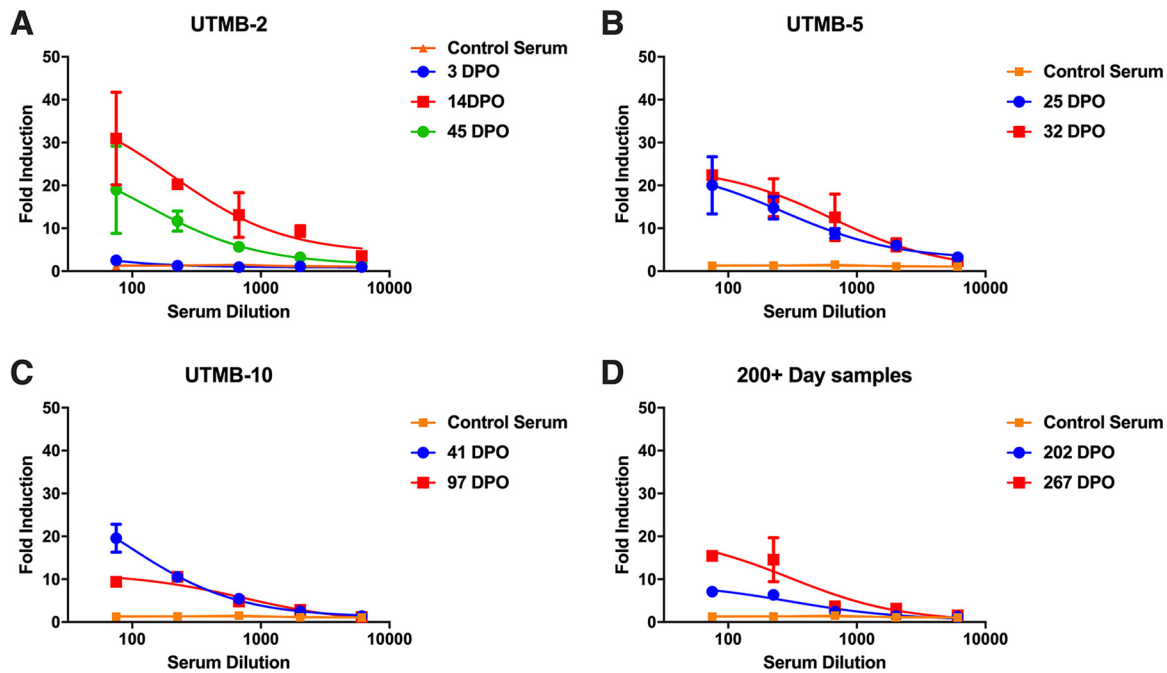 A
UTMB-2
Control Serum
3 DPO
14DPO
45 DPO
50
40
30
20
10
0
Fold Induction
100
1000
10000
Serum Dilution
B
UTMB-5
Control Serum
25 DPO
32 DPO
50
40
30
20
10
0
Fold Induction
100
1000
10000
Serum Dilution
C
UTMB-10
Control Serum
41 DPO
97 DPO
50
40
30
20
10
0
Fold Induction
100
1000
10000
Serum Dilution
D
200+ Day samples
Control Serum
202 DPO
267 DPO
50
40
30
20
10
0
Fold Induction
100
1000
10000
Serum Dilution